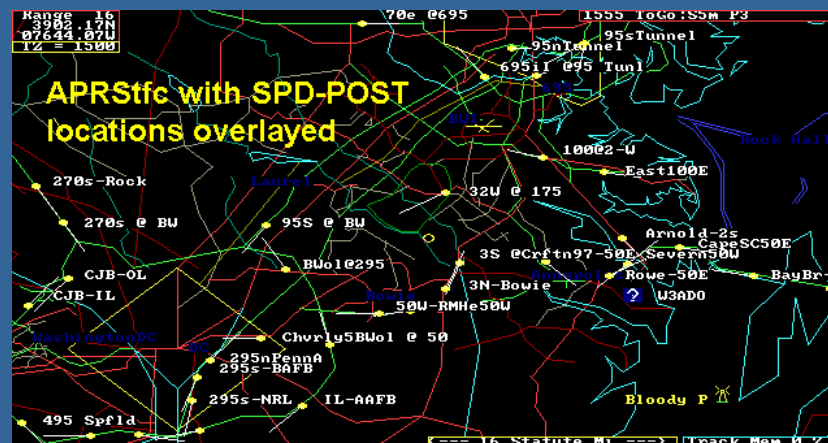 Range 16
3902.17N
07644.07W
TZ = 1500
70e @695
1555 ToGo:S5m P3
95sTunnel
95nTunnel
695iI @95 Tunl
695
APRStfc with SPD-POST
locations overlayed
BWI
Rock Hall
100@2-W
East100E
270s-Rock
Laurel
32W @ 175
270s @ BW
95S @ BW
Arnold-2s
CapeSC50E
3S @Crftn97-50E Severn50W
BWol@295
CJB-OL
Rowe-50E
BayBr-
3N-Bowie
CJB-IL
Bowie
W3ADO
?
50W-RMHe50W
WashingtonDC
DC
Chvrly5BWol @ 50
295nPennA
295s-BAFB
295s-NRL
IL-AAFB
Bloody P
495 Spfld
<--- 16 Statute Mi --->